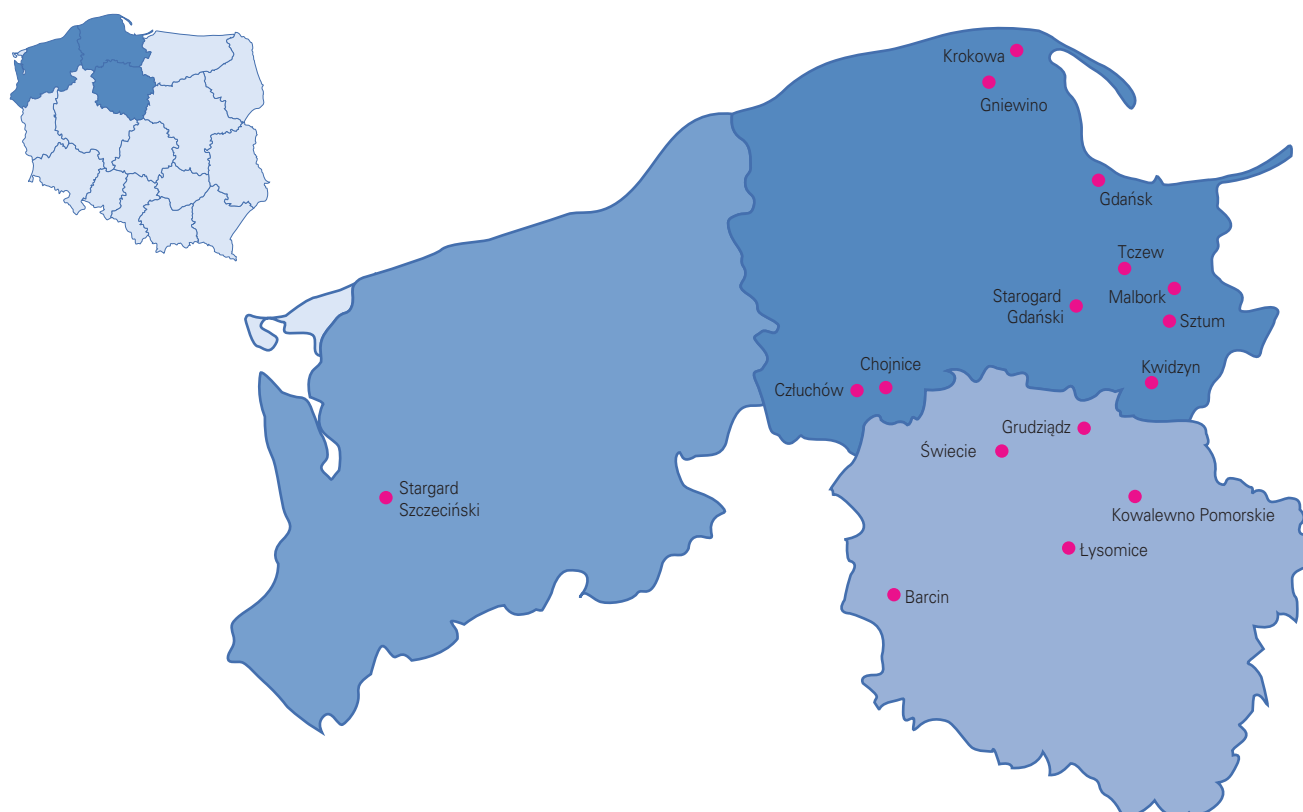 Krokowa
Gniewino
Gdańsk
Tczew
Malbork
Starogard
Gdański
Sztum
Kwidzyn
Chojnice
Człuchów
Grudziądz
Świecie
Stargard
Szczeciński
Kowalewno Pomorskie
Łysomice
Barcin